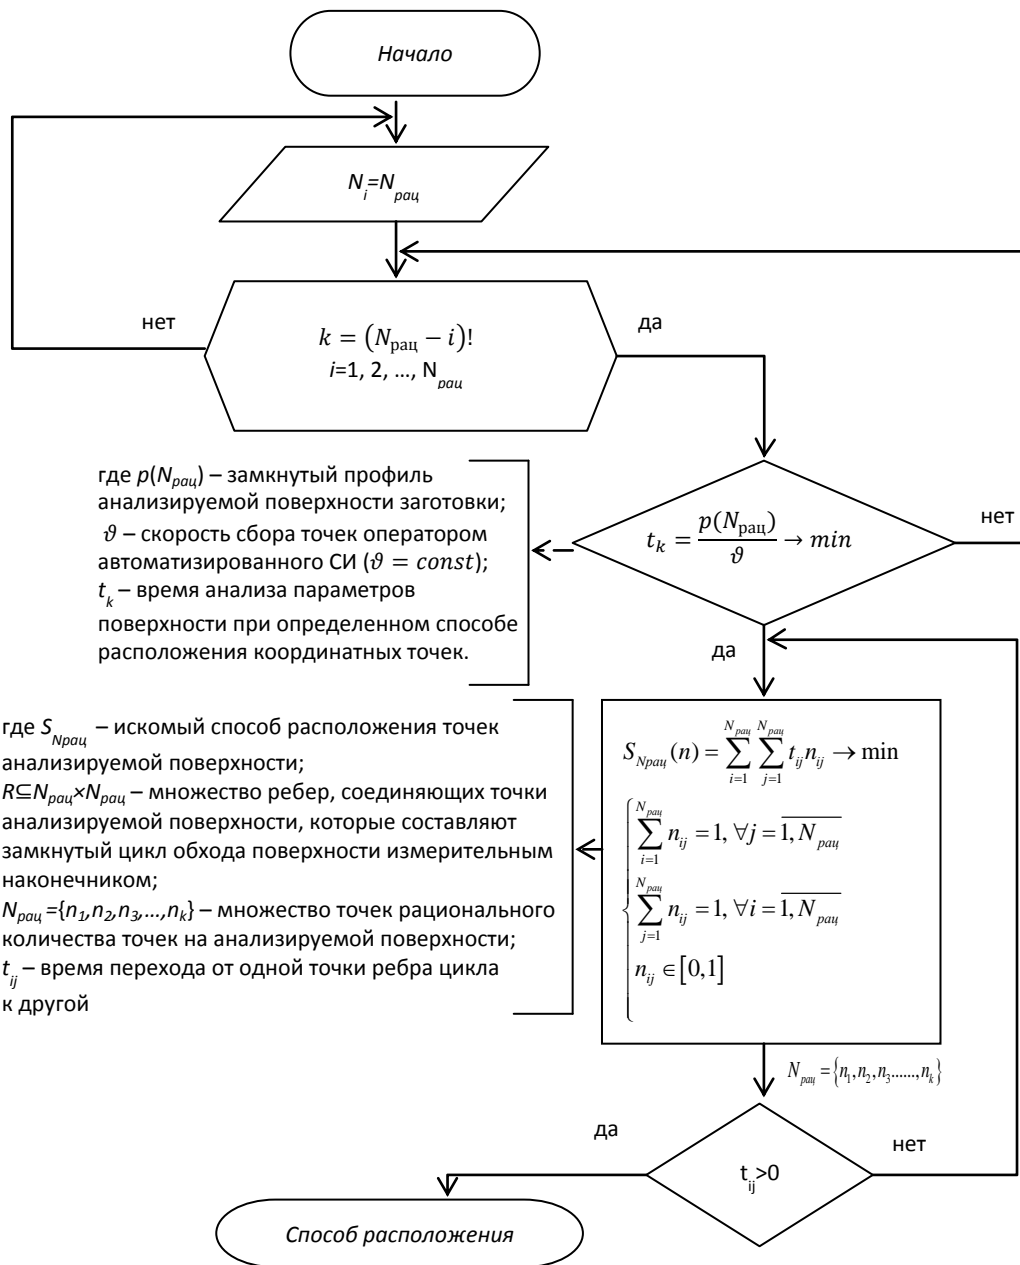 Начало
N_i=N_рац
нет
да
k = (N_рац − i)!
i=1, 2, ..., N_рац
где p(N_рац) – замкнутый профиль
анализируемой поверхности заготовки;
ϑ – скорость сбора точек оператором
автоматизированного СИ (ϑ = const);
t_k – время анализа параметров
поверхности при определенном способе
расположения координатных точек.
t_k = p(N_рац)/ϑ → min
нет
да
где S_Nрац – искомый способ расположения точек
анализируемой поверхности;
R⊆N_рац×N_рац – множество ребер, соединяющих точки
анализируемой поверхности, которые составляют
замкнутый цикл обхода поверхности измерительным
наконечником;
N_рац={n_1,n_2,n_3,...,n_k} – множество точек рационального
количества точек на анализируемой поверхности;
t_ij – время перехода от одной точки ребра цикла
к другой
S_Nрац(n) = ∑_{i=1}^{N_рац} ∑_{j=1}^{N_рац} t_ij n_ij → min
∑_{i=1}^{N_рац} n_ij = 1, ∀j = \overline{1, N_рац}
∑_{j=1}^{N_рац} n_ij = 1, ∀i = \overline{1, N_рац}
n_ij ∈ [0,1]
N_рац = {n_1, n_2, n_3......, n_k}
да
нет
t_ij>0
Способ расположения